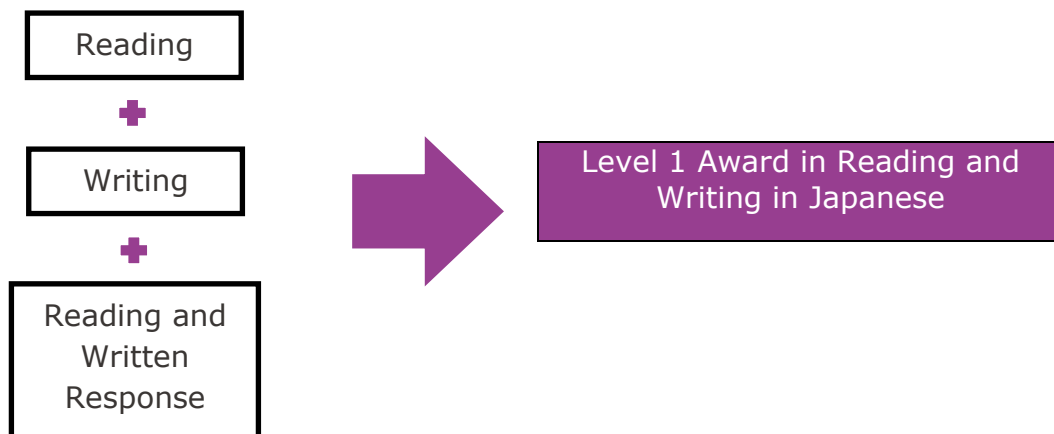 Reading
Writing
Reading and
Written
Response
Level 1 Award in Reading and
Writing in Japanese